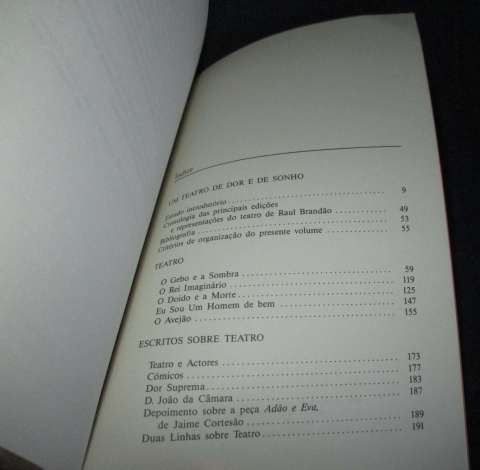 Índice
UM TEATRO DE DOR E DE SONHO
Estudo introdutório . . . . . . . . . . 9
Cronologia das principais edições
e representações do teatro de Raul Brandão . . . . . 49
Bibliografia . . . . . . . . . . 53
Critérios de organização do presente volume . . . . . 55
TEATRO
O Gebo e a Sombra . . . . . . . . . . 59
O Rei Imaginário . . . . . . . . . . 119
O Doido e a Morte . . . . . . . . . . 125
Eu Sou Um Homem de bem . . . . . . . . . . 147
O Avejão . . . . . . . . . . 155
ESCRITOS SOBRE TEATRO
Teatro e Actores . . . . . . . . . . 173
Cómicos . . . . . . . . . . 177
Dor Suprema . . . . . . . . . . 183
D. João da Câmara . . . . . . . . . . 187
Depoimento sobre a peça Adão e Eva,
de Jaime Cortesão . . . . . . . . . . 189
Duas Linhas sobre Teatro . . . . . . . . . . 191